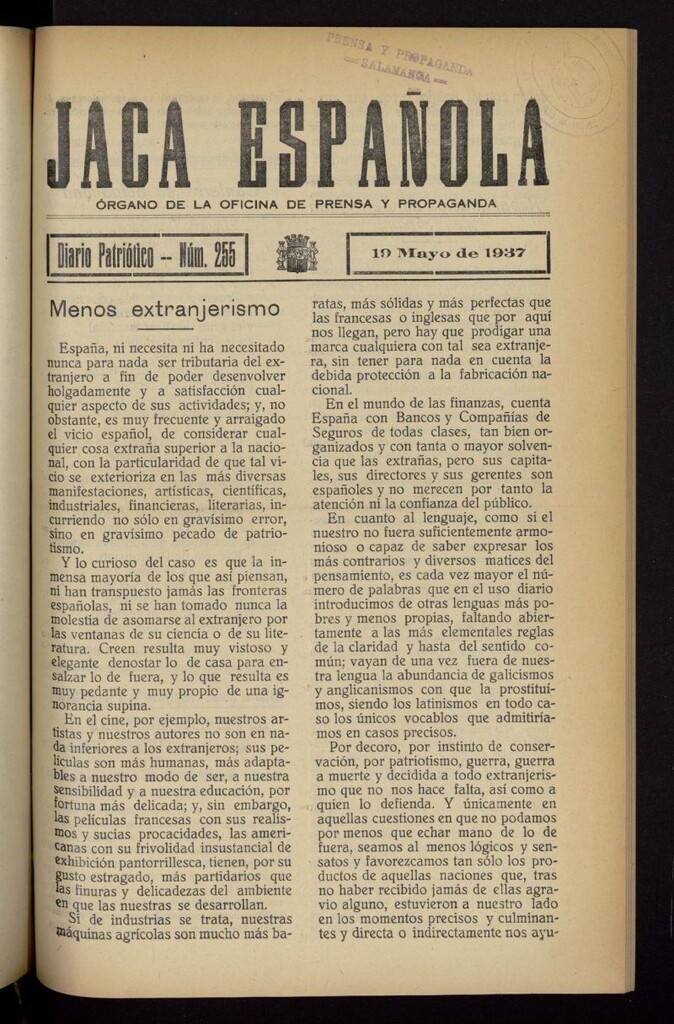 PRENSA Y PROPAGANDA
SALAMANCA
JACA ESPAÑOLA
ÓRGANO DE LA OFICINA DE PRENSA Y PROPAGANDA
Diario Patriótico -- Núm. 255
19 Mayo de 1937
Menos extranjerismo
España, ni necesita ni ha necesitado
nunca para nada ser tributaria del ex-
tranjero a fin de poder desenvolver
holgadamente y a satisfacción cual-
quier aspecto de sus actividades; y, no
obstante, es muy frecuente y arraigado
el vicio español, de considerar cual-
quier cosa extraña superior a la nacio-
nal, con la particularidad de que tal vi-
cio se exterioriza en las más diversas
manifestaciones, artísticas, científicas,
industriales, financieras, literarias, in-
curriendo no sólo en gravísimo error,
sino en gravísimo pecado de patrio-
tismo.
Y lo curioso del caso es que la in-
mensa mayoría de los que así piensan,
ni han transpuesto jamás las fronteras
españolas, ni se han tomado nunca la
molestia de asomarse al extranjero por
las ventanas de su ciencia o de su lite-
ratura. Creen resulta muy vistoso y
elegante denostar lo de casa para en-
salzar lo de fuera, y lo que resulta es
muy pedante y muy propio de una ig-
norancia supina.
En el cine, por ejemplo, nuestros ar-
tistas y nuestros autores no son en na-
da inferiores a los extranjeros; sus pe-
lículas son más humanas, más adapta-
bles a nuestro modo de ser, a nuestra
sensibilidad y a nuestra educación, por
fortuna más delicada; y, sin embargo,
las películas francesas con sus realis-
mos y sucias procacidades, las ameri-
canas con su frivolidad insustancial de
exhibición pantorrillesca, tienen, por su
gusto estragado, más partidarios que
las finuras y delicadezas del ambiente
en que las nuestras se desarrollan.
Si de industrias se trata, nuestras
máquinas agrícolas son mucho más ba-
ratas, más sólidas y más perfectas que
las francesas o inglesas que por aquí
nos llegan, pero hay que prodigar una
marca cualquiera con tal sea extranje-
ra, sin tener para nada en cuenta la
debida protección a la fabricación na-
cional.
En el mundo de las finanzas, cuenta
España con Bancos y Compañías de
Seguros de todas clases, tan bien or-
ganizados y con tanta o mayor solven-
cia que las extrañas, pero sus capita-
les, sus directores y sus gerentes son
españoles y no merecen por tanto la
atención ni la confianza del público.
En cuanto al lenguaje, como si el
nuestro no fuera suficientemente armo-
nioso o capaz de saber expresar los
más contrarios y diversos matices del
pensamiento, es cada vez mayor el nú-
mero de palabras que en el uso diario
introducimos de otras lenguas más po-
bres y menos propias, faltando abier-
tamente a las más elementales reglas
de la claridad y hasta del sentido co-
mún; vayan de una vez fuera de nues-
tra lengua la abundancia de galicismos
y anglicanismos con que la prostituí-
mos, siendo los latinismos en todo ca-
so los únicos vocablos que admitiría-
mos en casos precisos.
Por decoro, por instinto de conser-
vación, por patriotismo, guerra, guerra
a muerte y decidida a todo extranjeris-
mo que no nos hace falta, así como a
quien lo defienda. Y únicamente en
aquellas cuestiones en que no podamos
por menos que echar mano de lo de
fuera, seamos al menos lógicos y sen-
satos y favorezcamos tan sólo los pro-
ductos de aquellas naciones que, tras
no haber recibido jamás de ellas agra-
vio alguno, estuvieron a nuestro lado
en los momentos precisos y culminan-
tes y directa o indirectamente nos ayu-